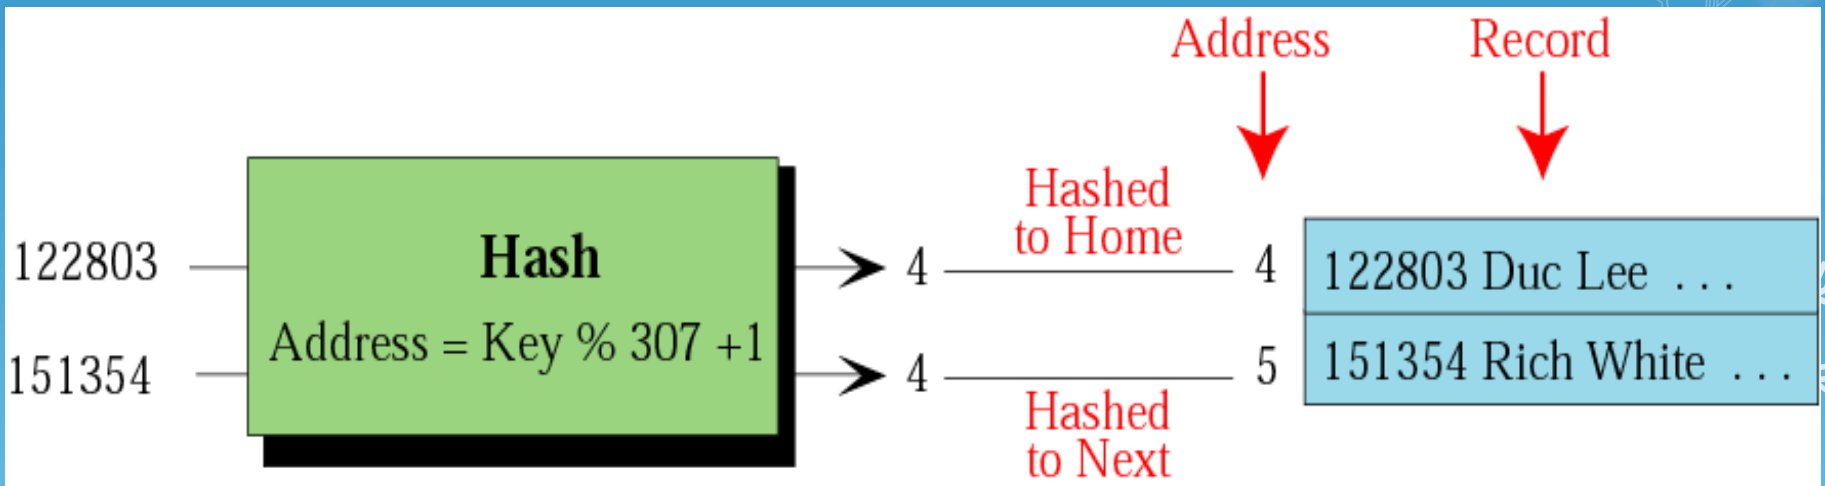 Address Record
Hashed
to Home
122803 Hash 4 4 122803 Duc Lee . . .
Address = Key % 307 +1
151354 4 5 151354 Rich White . . .
Hashed
to Next